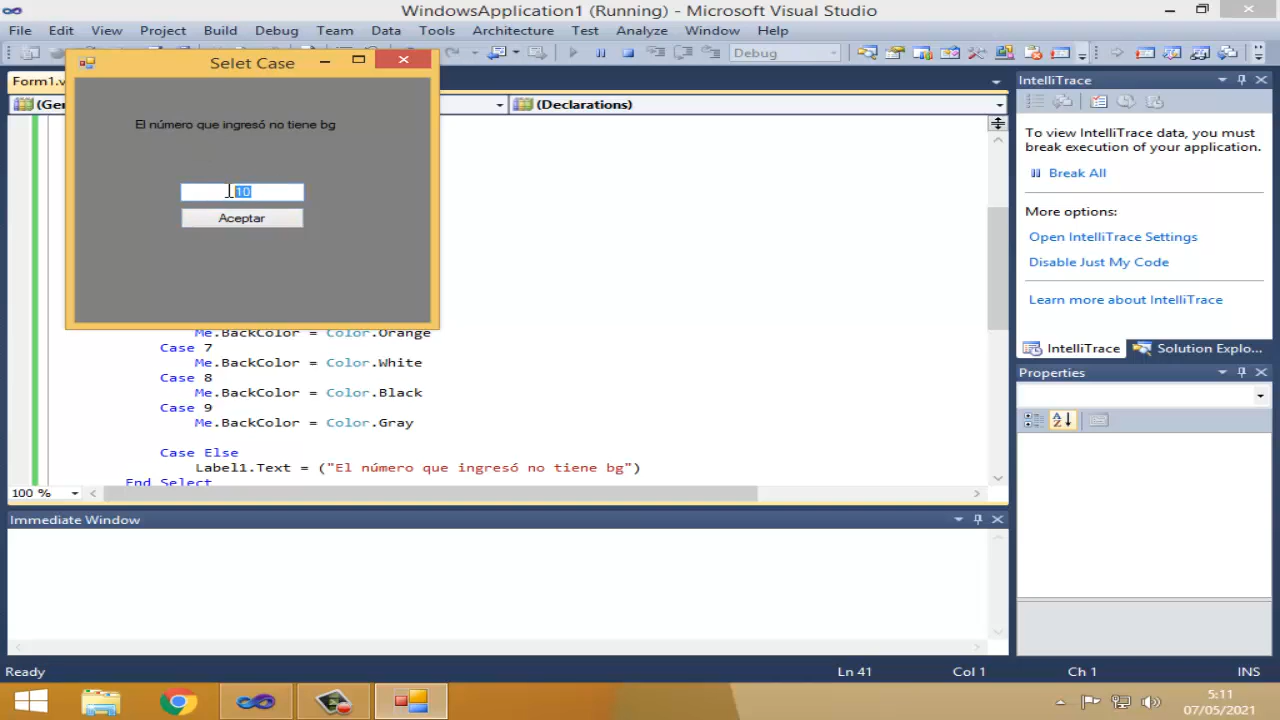 WindowsApplication1 (Running) - Microsoft Visual Studio
File Edit View Project Build Debug Team Data Tools Architecture Test Analyze Window Help
Debug
Selet Case
El número que ingresó no tiene bg
10
Aceptar
Form1.v
(Ger
(Declarations)
Me.BackColor = Color.Orange
Case 7
Me.BackColor = Color.White
Case 8
Me.BackColor = Color.Black
Case 9
Me.BackColor = Color.Gray
Case Else
Label1.Text = ("El número que ingresó no tiene bg")
End Select
100 %
Immediate Window
IntelliTrace
To view IntelliTrace data, you must
break execution of your application.
Break All
More options:
Open IntelliTrace Settings
Disable Just My Code
Learn more about IntelliTrace
IntelliTrace Solution Explo...
Properties
Ready Ln 41 Col 1 Ch 1 INS
5:11
07/05/2021